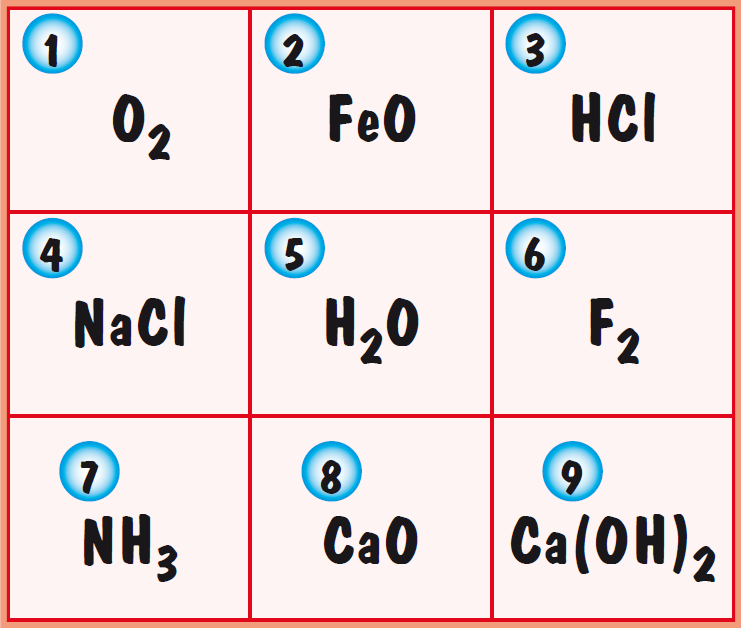 1 2 3
O₂ FeO HCl
4 5 6
NaCl H₂O F₂
7 8 9
NH₃ CaO Ca(OH)₂